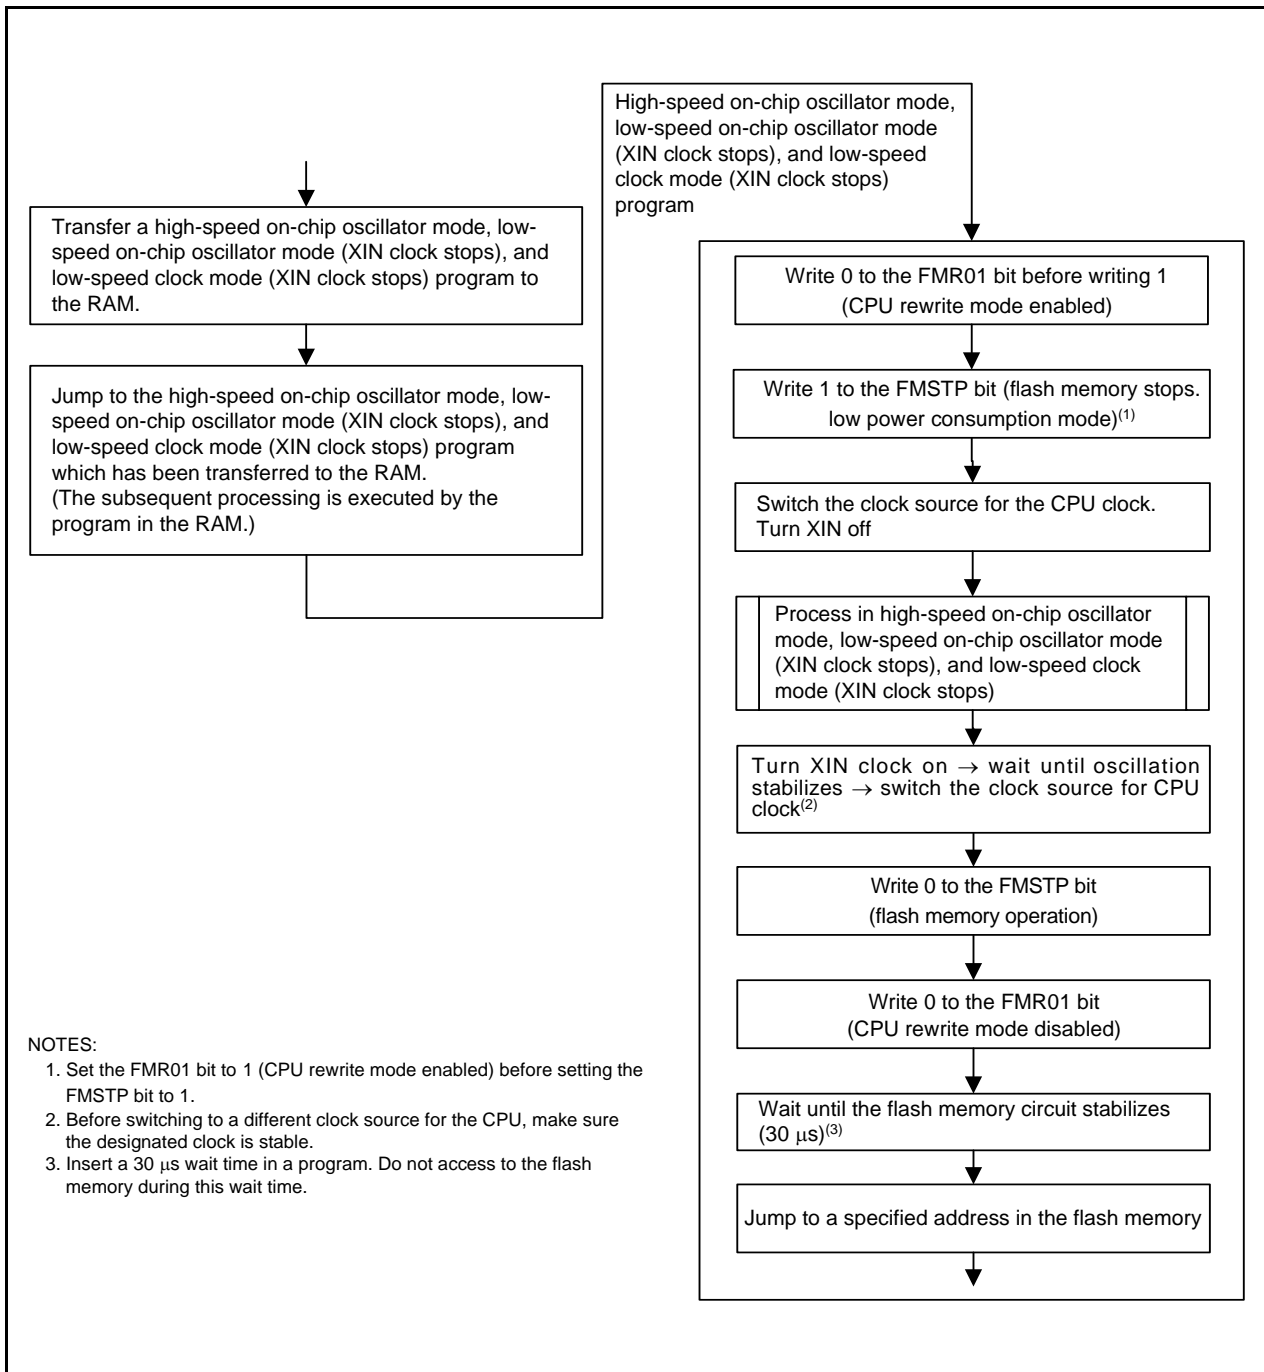 Transfer a high-speed on-chip oscillator mode, low-
speed on-chip oscillator mode (XIN clock stops), and
low-speed clock mode (XIN clock stops) program to
the RAM.
Jump to the high-speed on-chip oscillator mode, low-
speed on-chip oscillator mode (XIN clock stops), and
low-speed clock mode (XIN clock stops) program
which has been transferred to the RAM.
(The subsequent processing is executed by the
program in the RAM.)
High-speed on-chip oscillator mode,
low-speed on-chip oscillator mode
(XIN clock stops), and low-speed
clock mode (XIN clock stops)
program
Write 0 to the FMR01 bit before writing 1
(CPU rewrite mode enabled)
Write 1 to the FMSTP bit (flash memory stops.
low power consumption mode)(1)
Switch the clock source for the CPU clock.
Turn XIN off
Process in high-speed on-chip oscillator
mode, low-speed on-chip oscillator mode
(XIN clock stops), and low-speed clock
mode (XIN clock stops)
Turn XIN clock on → wait until oscillation
stabilizes → switch the clock source for CPU
clock(2)
Write 0 to the FMSTP bit
(flash memory operation)
Write 0 to the FMR01 bit
(CPU rewrite mode disabled)
Wait until the flash memory circuit stabilizes
(30 μs)(3)
Jump to a specified address in the flash memory
NOTES:
1. Set the FMR01 bit to 1 (CPU rewrite mode enabled) before setting the
FMSTP bit to 1.
2. Before switching to a different clock source for the CPU, make sure
the designated clock is stable.
3. Insert a 30 μs wait time in a program. Do not access to the flash
memory during this wait time.